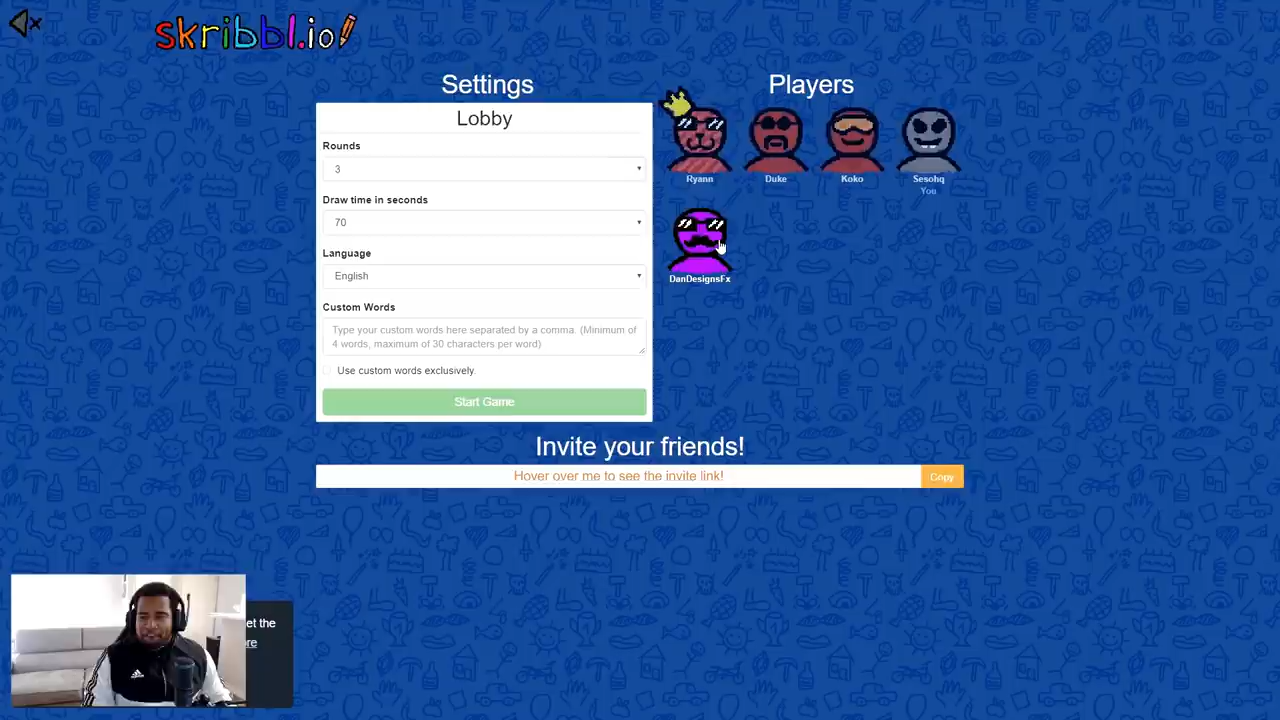 skribbl.io
Settings
Players
Lobby
Rounds
3
Draw time in seconds
70
Language
English
Custom Words
Type your custom words here separated by a comma. (Minimum of
4 words, maximum of 30 characters per word)
Use custom words exclusively.
Start Game
Ryann
Duke
Koko
Sesohq
You
DanDesignsFx
Invite your friends!
Hover over me to see the invite link!
Copy
the